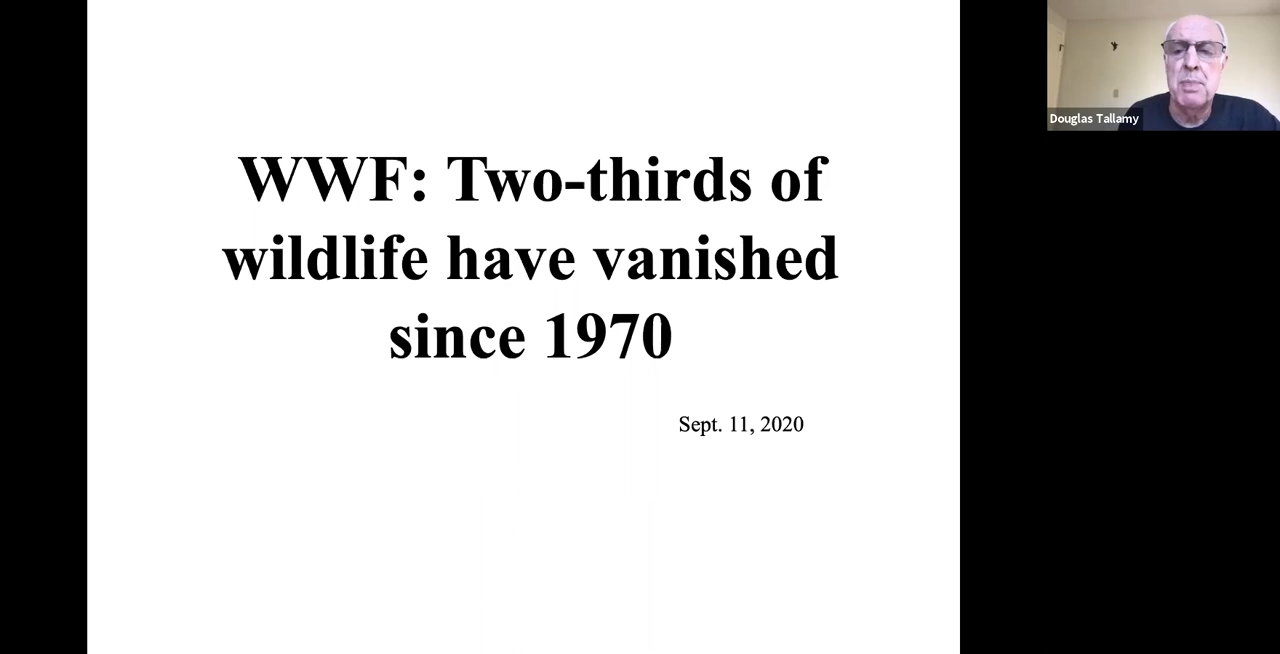 WWF: Two-thirds of
wildlife have vanished
since 1970
Sept. 11, 2020
Douglas Tallamy